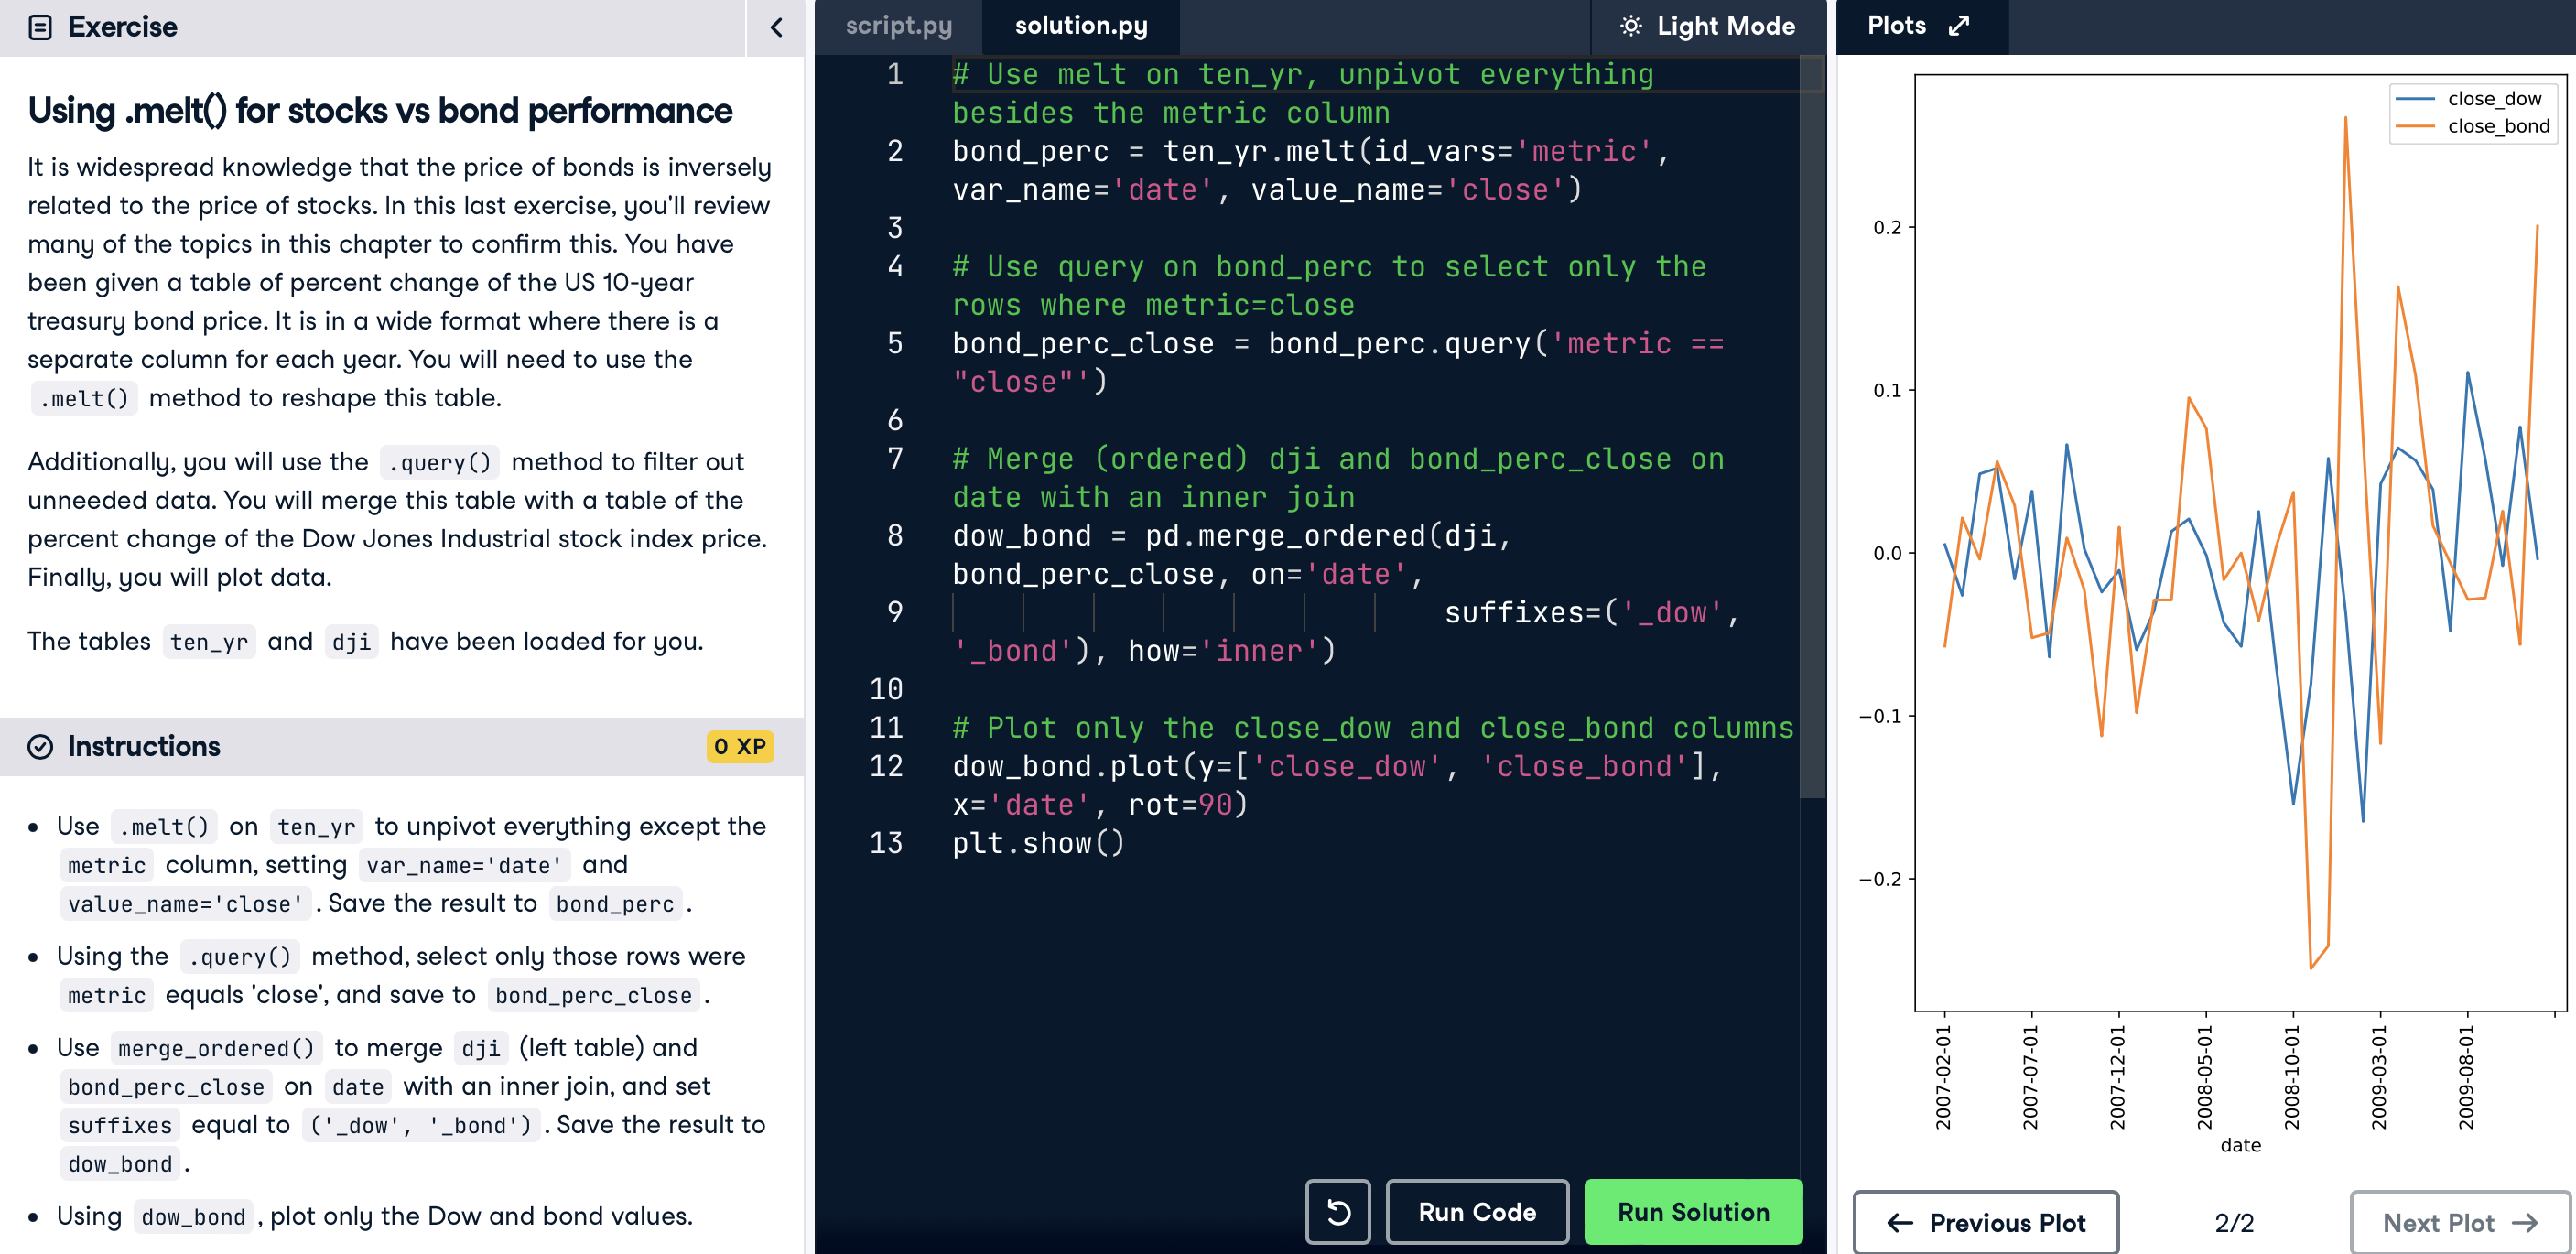 Exercise
Using .melt() for stocks vs bond performance
It is widespread knowledge that the price of bonds is inversely
related to the price of stocks. In this last exercise, you'll review
many of the topics in this chapter to confirm this. You have
been given a table of percent change of the US 10-year
treasury bond price. It is in a wide format where there is a
separate column for each year. You will need to use the
.melt() method to reshape this table.
Additionally, you will use the .query() method to filter out
unneeded data. You will merge this table with a table of the
percent change of the Dow Jones Industrial stock index price.
Finally, you will plot data.
The tables ten_yr and dji have been loaded for you.
Instructions
0 XP
• Use .melt() on ten_yr to unpivot everything except the
metric column, setting var_name='date' and
value_name='close'. Save the result to bond_perc.
• Using the .query() method, select only those rows were
metric equals 'close', and save to bond_perc_close.
• Use merge_ordered() to merge dji (left table) and
bond_perc_close on date with an inner join, and set
suffixes equal to ('_dow', '_bond'). Save the result to
dow_bond.
• Using dow_bond, plot only the Dow and bond values.
script.py
solution.py
Light Mode
1 # Use melt on ten_yr, unpivot everything
besides the metric column
2 bond_perc = ten_yr.melt(id_vars='metric',
var_name='date', value_name='close')
3
4 # Use query on bond_perc to select only the
rows where metric=close
5 bond_perc_close = bond_perc.query('metric ==
"close"')
6
7 # Merge (ordered) dji and bond_perc_close on
date with an inner join
8 dow_bond = pd.merge_ordered(dji,
bond_perc_close, on='date',
9 suffixes=('_dow',
'_bond'), how='inner')
10
11 # Plot only the close_dow and close_bond columns
12 dow_bond.plot(y=['close_dow', 'close_bond'],
x='date', rot=90)
13 plt.show()
Run Code
Run Solution
Plots
close_dow
close_bond
0.2
0.1
0.0
−0.1
−0.2
2007-02-01
2007-07-01
2007-12-01
2008-05-01
2008-10-01
2009-03-01
2009-08-01
date
← Previous Plot
2/2
Next Plot →